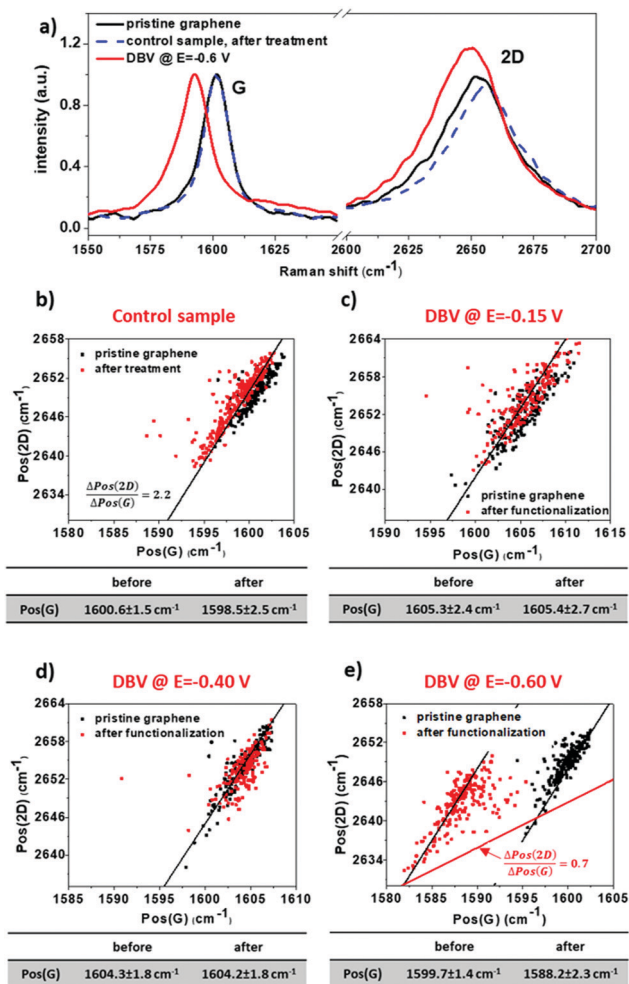 a)
pristine graphene
control sample, after treatment
DBV @ E=-0.6 V
G
2D
intensity (a.u.)
1.2
0.8
0.4
0.0
1550 1575 1600 1625 2600 2625 2650 2675 2700
Raman shift (cm-1)
b) Control sample
pristine graphene
after treatment
Pos(2D) (cm-1)
2658
2652
2646
2640
2634
ΔPos(2D)
ΔPos(G) = 2.2
1580 1585 1590 1595 1600 1605
Pos(G) (cm-1)
before after
Pos(G) 1600.6±1.5 cm-1 1598.5±2.5 cm-1
c) DBV @ E=-0.15 V
Pos(2D) (cm-1)
2664
2658
2652
2646
2640
pristine graphene
after functionalization
1590 1595 1600 1605 1610 1615
Pos(G) (cm-1)
before after
Pos(G) 1605.3±2.4 cm-1 1605.4±2.7 cm-1
d) DBV @ E=-0.40 V
pristine graphene
after functionalization
Pos(2D) (cm-1)
2664
2658
2652
2646
2640
1585 1590 1595 1600 1605 1610
Pos(G) (cm-1)
before after
Pos(G) 1604.3±1.8 cm-1 1604.2±1.8 cm-1
e) DBV @ E=-0.60 V
pristine graphene
after functionalization
Pos(2D) (cm-1)
2658
2652
2646
2640
2634
ΔPos(2D)
ΔPos(G) = 0.7
1580 1585 1590 1595 1600 1605
Pos(G) (cm-1)
before after
Pos(G) 1599.7±1.4 cm-1 1588.2±2.3 cm-1